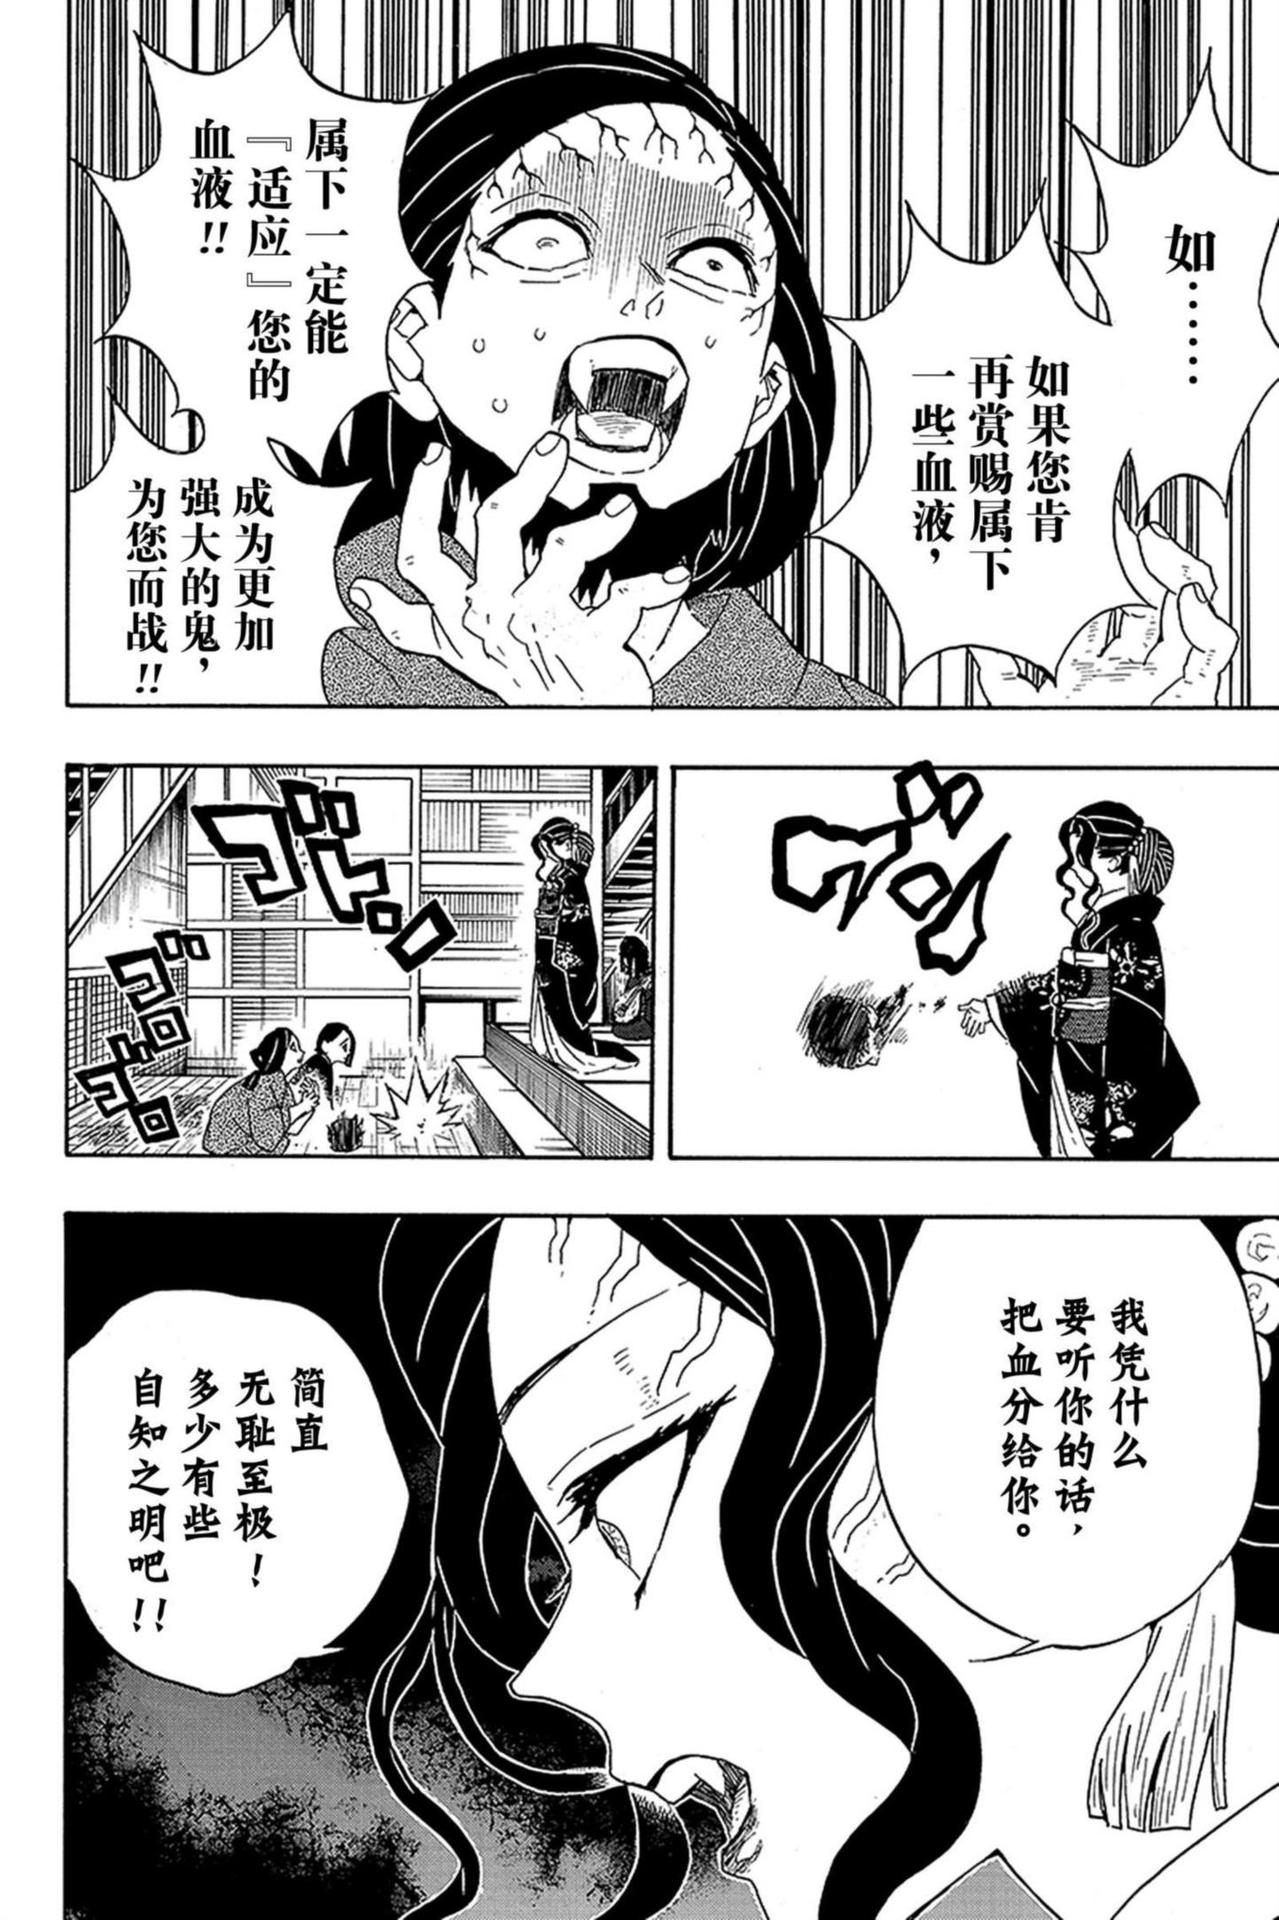 如……
如果您肯
再赏赐属下
一些血液，
属下一定能
『适应』您的
血液！！
成为更加
强大的鬼，
为您而战！！
我凭什么
要听你的话，
把血分给你。
简直
无耻至极！
多少有些
自知之明吧！！